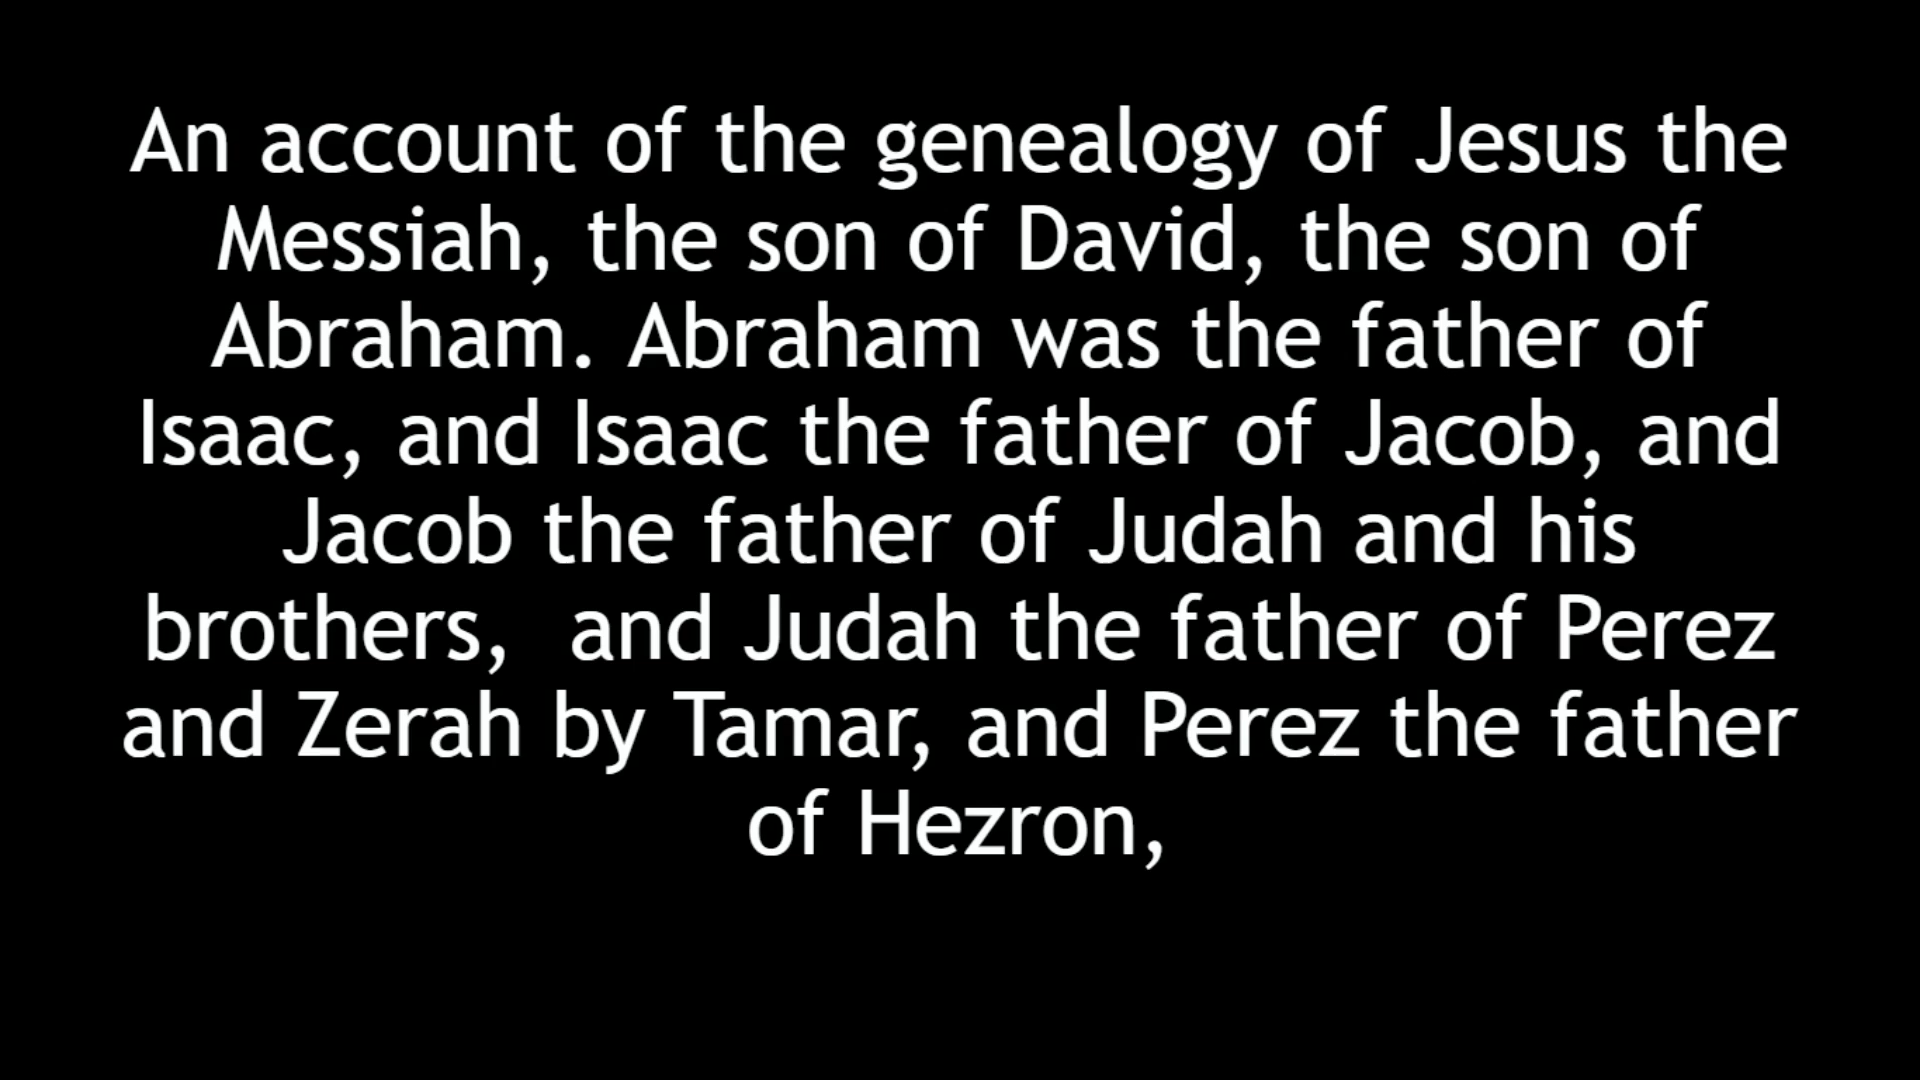 An account of the genealogy of Jesus the
Messiah, the son of David, the son of
Abraham. Abraham was the father of
Isaac, and Isaac the father of Jacob, and
Jacob the father of Judah and his
brothers,  and Judah the father of Perez
and Zerah by Tamar, and Perez the father
of Hezron,